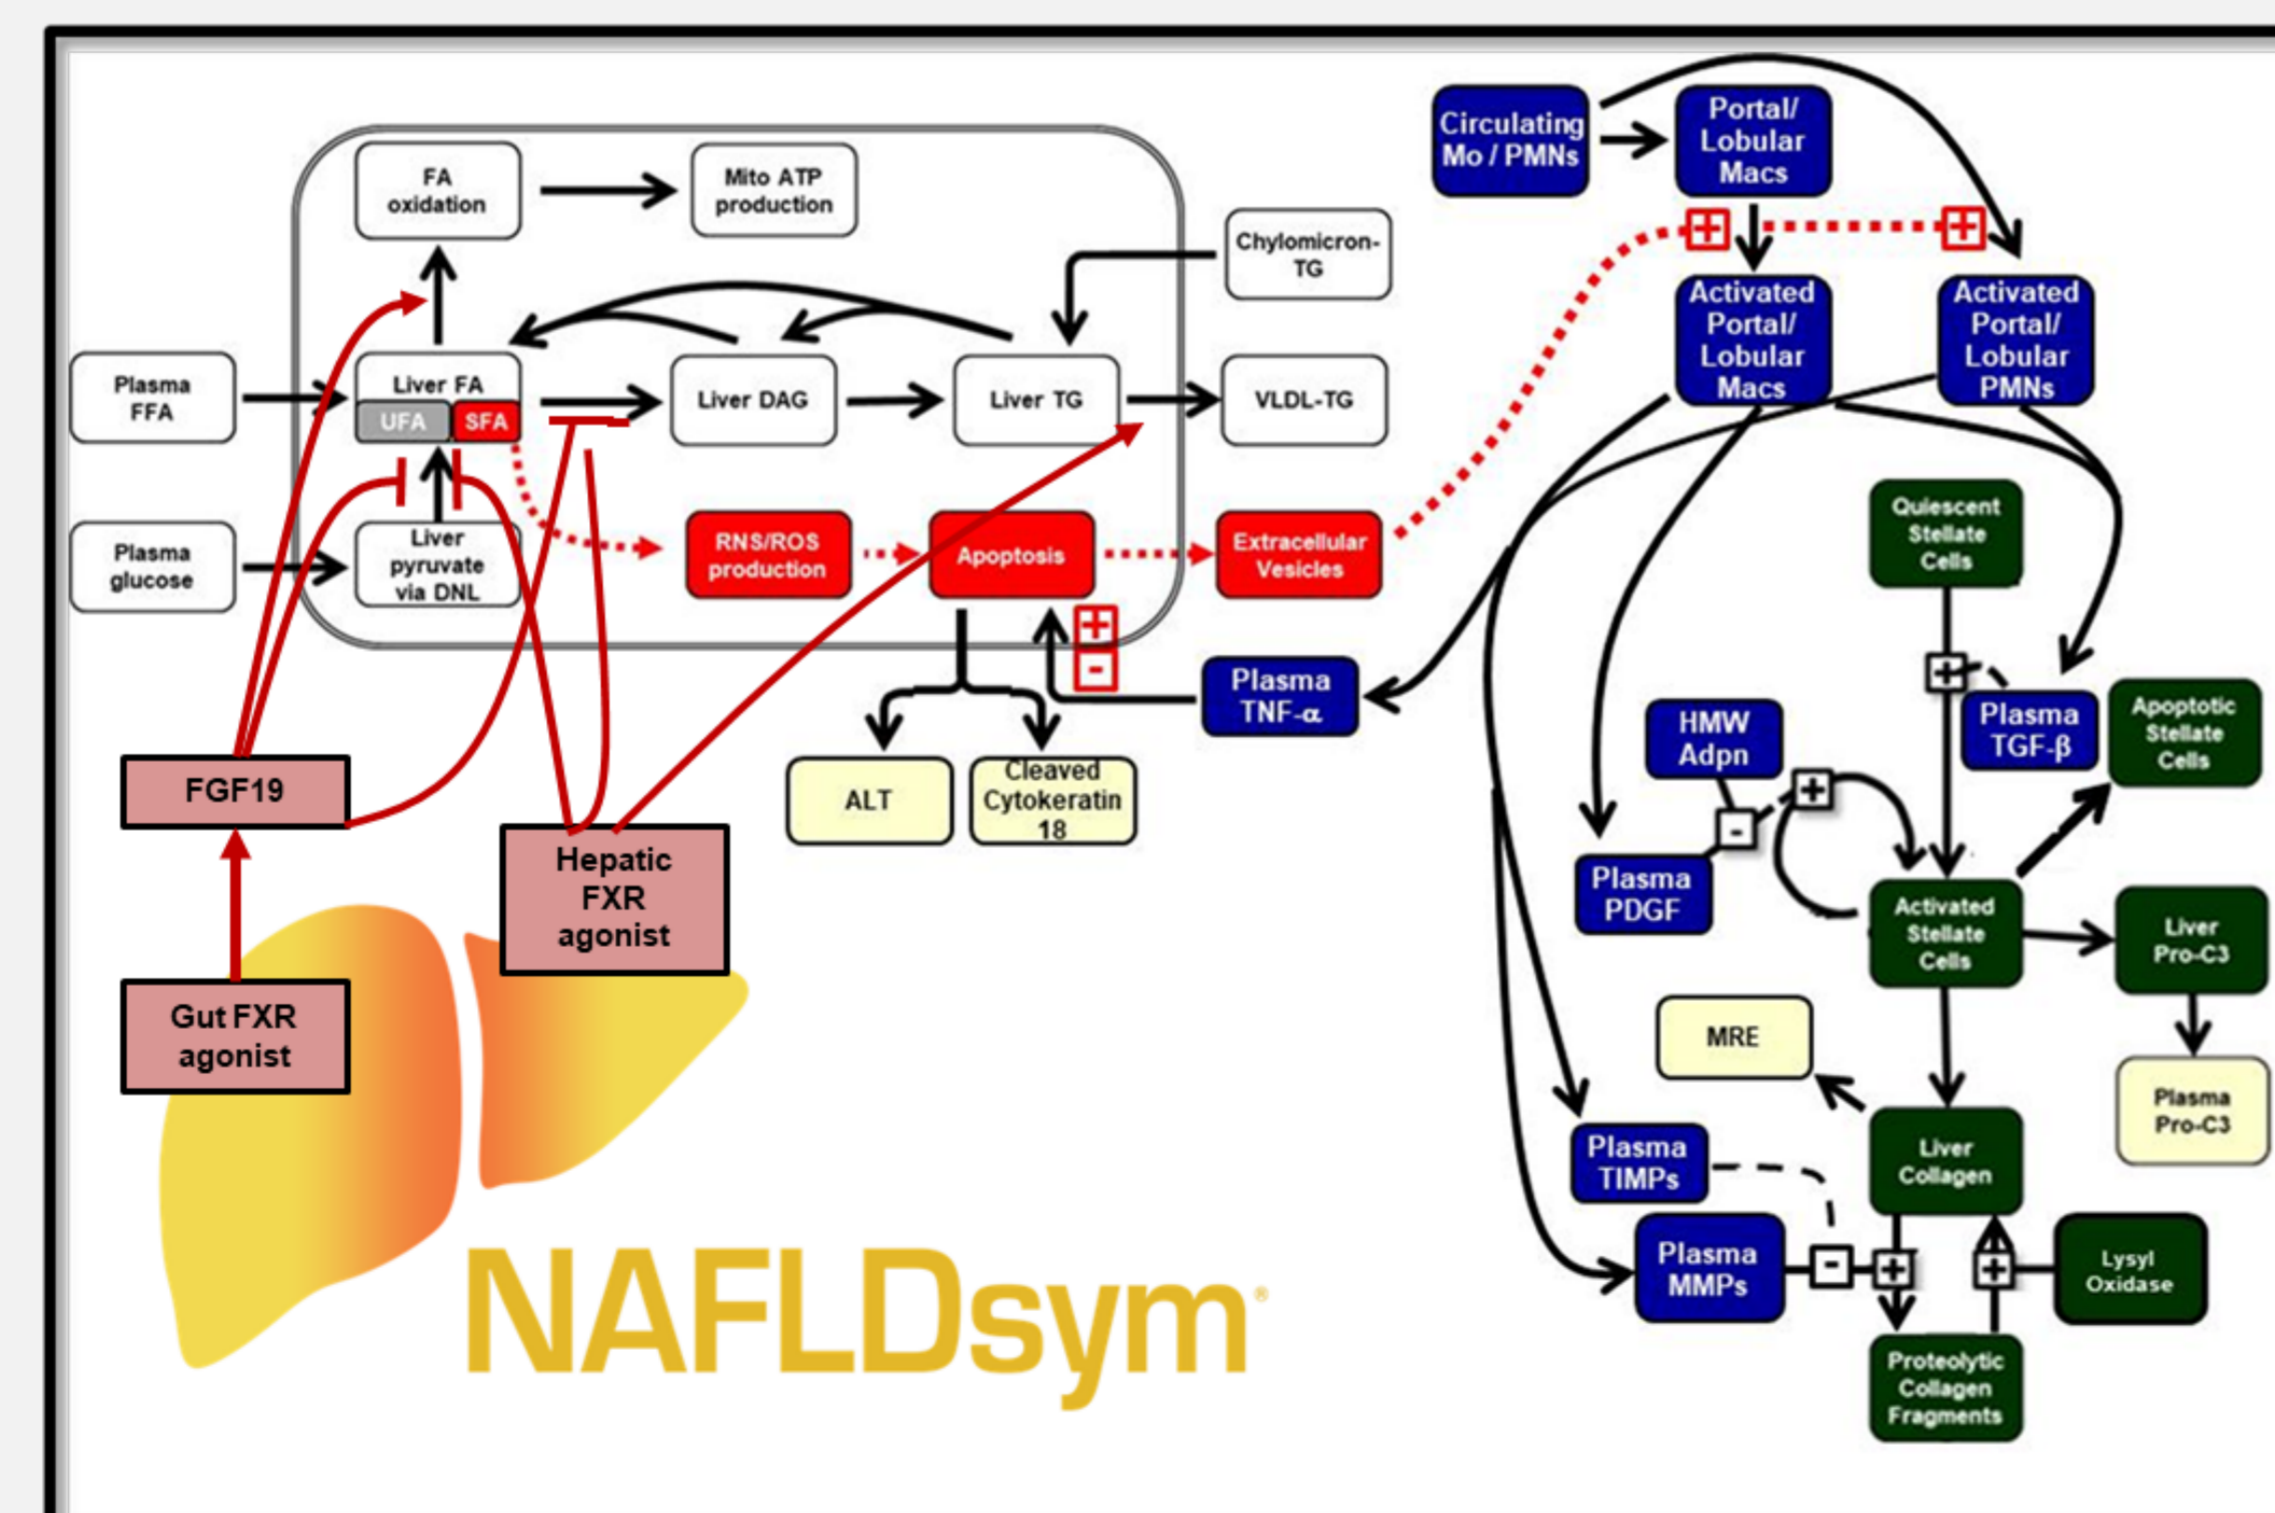 Circulating
Mo / PMNs
Portal/
Lobular
Macs
FA
oxidation
Mito ATP
production
Chylomicron-
TG
+
+
Activated
Portal/
Lobular
Macs
Activated
Portal/
Lobular
PMNs
Plasma
FFA
Liver FA
UFA
SFA
Liver DAG
Liver TG
VLDL-TG
Plasma
glucose
Liver
pyruvate
via DNL
RNS/ROS
production
Apoptosis
Extracellular
Vesicles
Quiescent
Stellate
Cells
+
-
Plasma
TNF-α
+
Plasma
TGF-β
Apoptotic
Stellate
Cells
HMW
Adpn
FGF19
ALT
Cleaved
Cytokeratin
18
+
-
Hepatic
FXR
agonist
Plasma
PDGF
Activated
Stellate
Cells
Liver
Pro-C3
Gut FXR
agonist
MRE
Plasma
Pro-C3
Plasma
TIMPs
Liver
Collagen
Plasma
MMPs
-
+
+
Lysyl
Oxidase
NAFLDsym®
Proteolytic
Collagen
Fragments